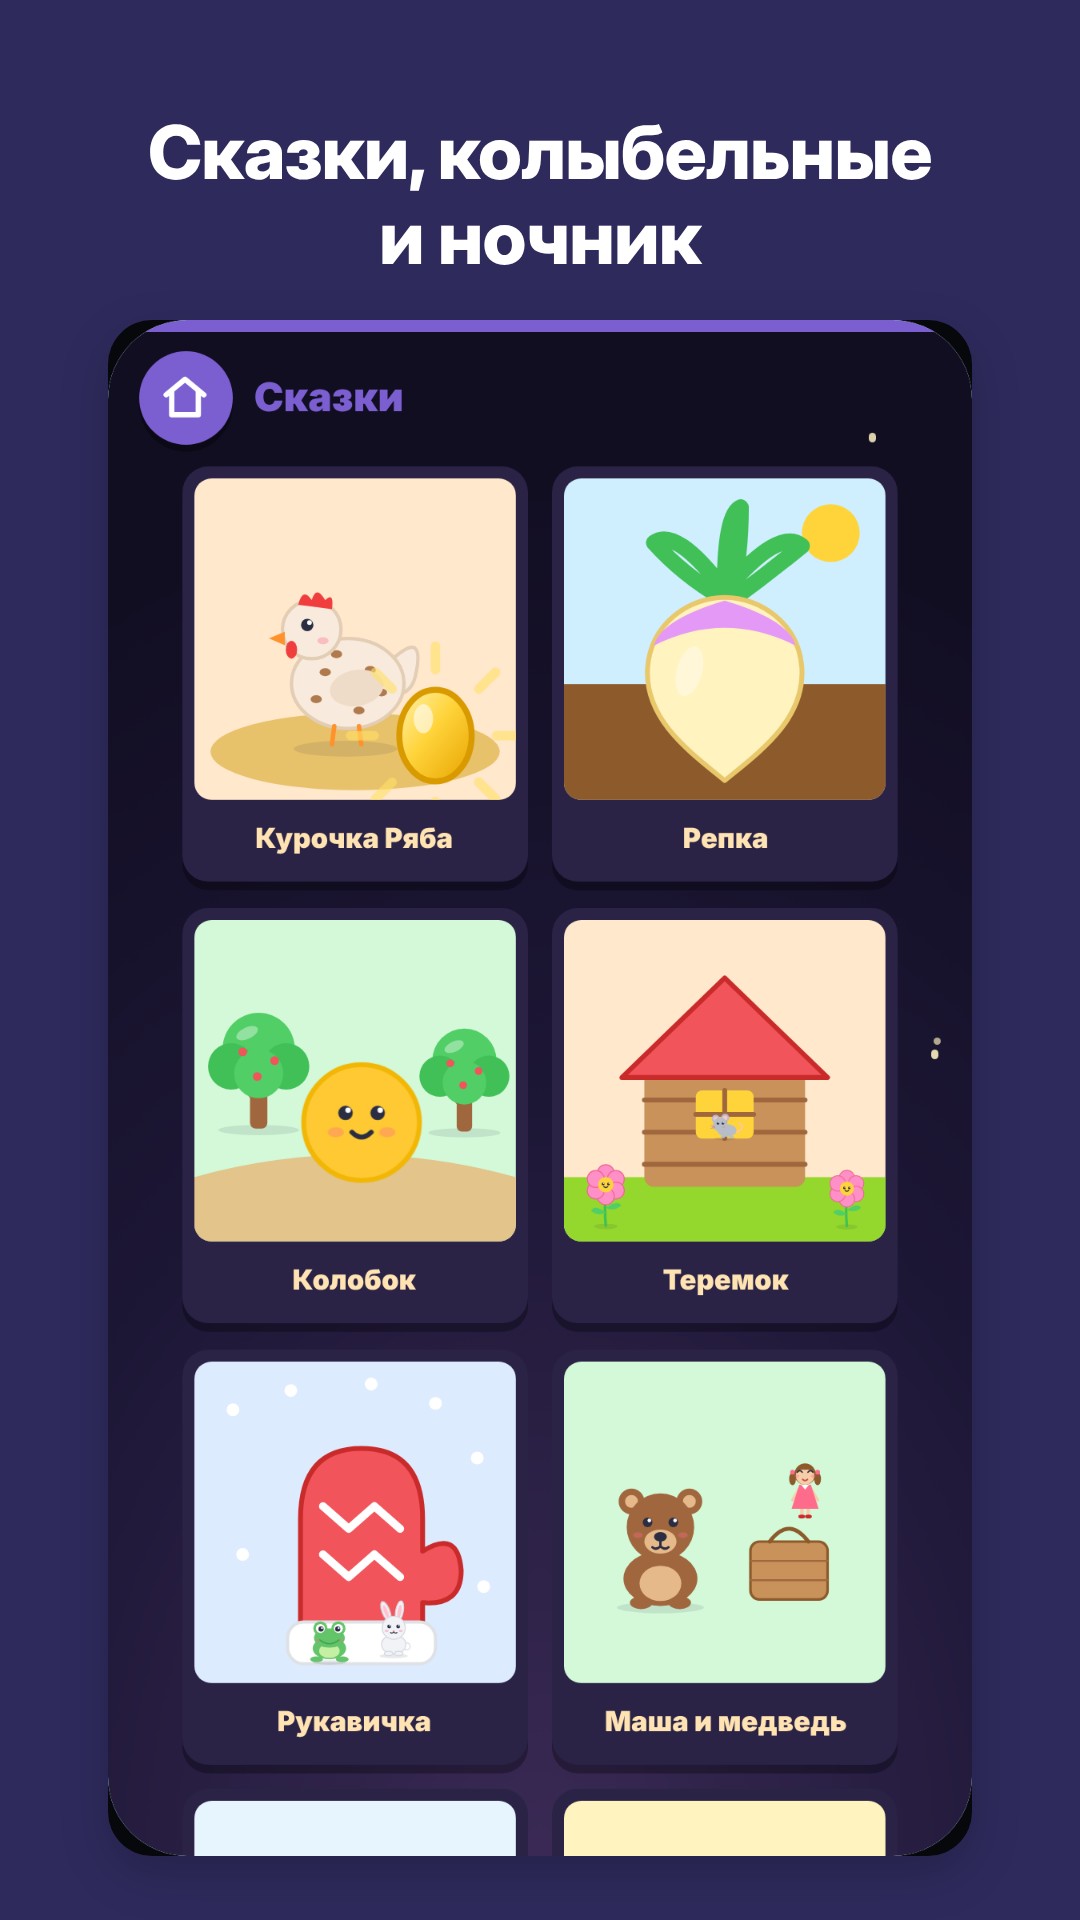 Сказки, колыбельные
и ночник
Сказки
Курочка Ряба
Репка
Колобок
Теремок
Рукавичка
Маша и медведь